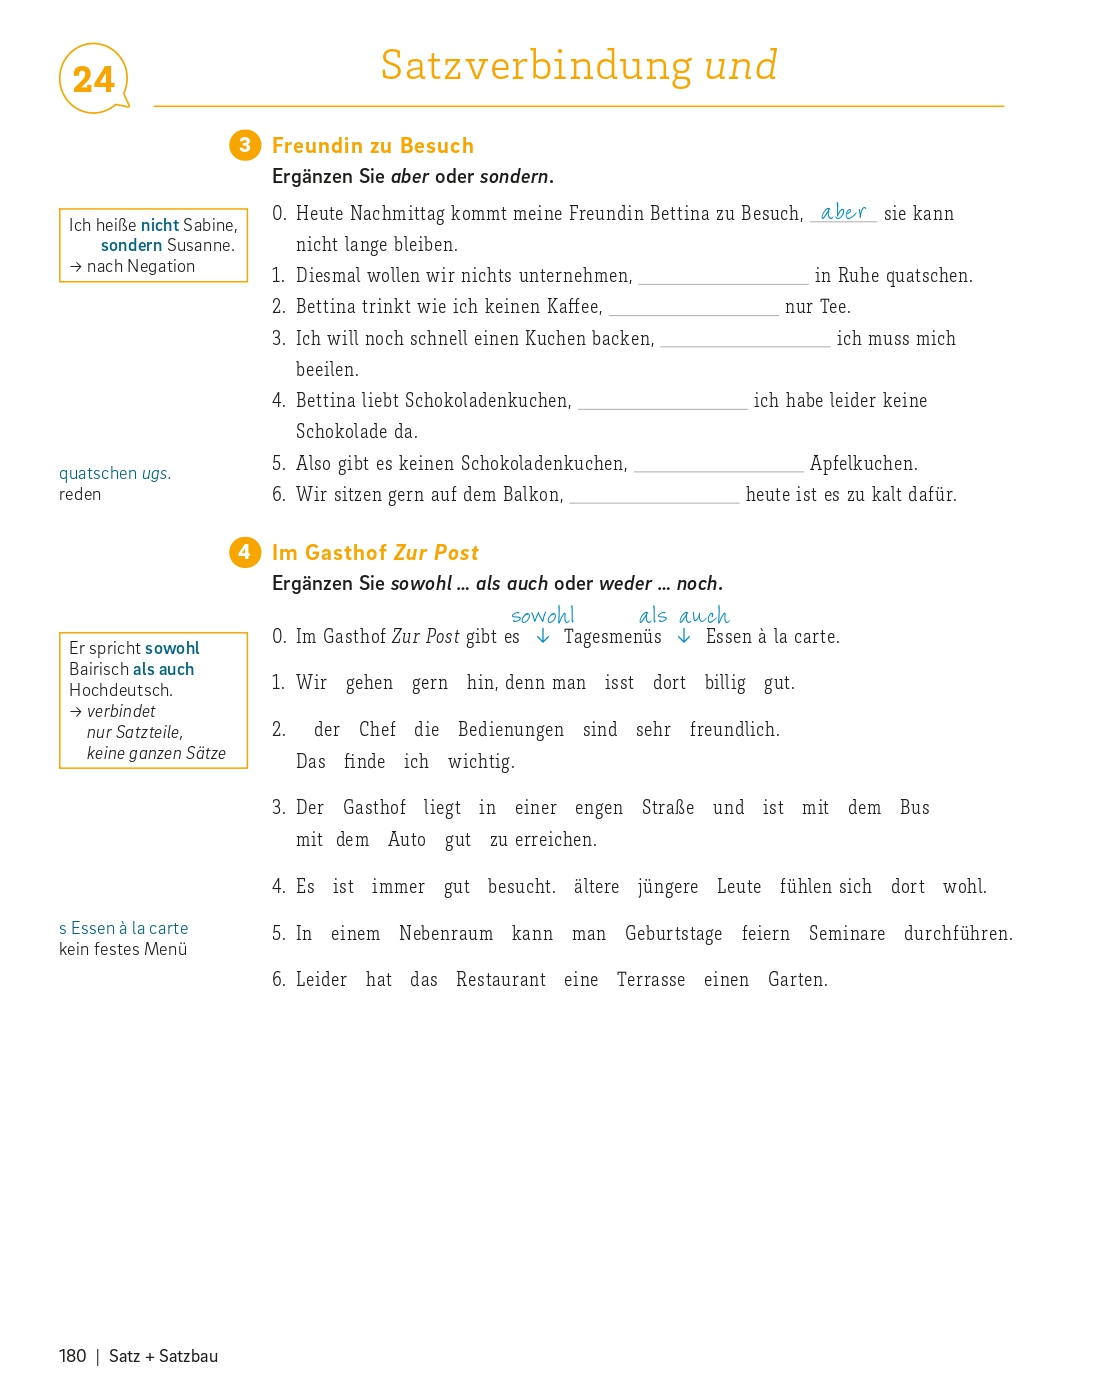 24
Satzverbindung und
3 Freundin zu Besuch
Ergänzen Sie aber oder sondern.
Ich heiße nicht Sabine,
sondern Susanne.
→ nach Negation
0. Heute Nachmittag kommt meine Freundin Bettina zu Besuch, aber sie kann
nicht lange bleiben.
1. Diesmal wollen wir nichts unternehmen, _________________ in Ruhe quatschen.
2. Bettina trinkt wie ich keinen Kaffee, _________________ nur Tee.
3. Ich will noch schnell einen Kuchen backen, _________________ ich muss mich
beeilen.
4. Bettina liebt Schokoladenkuchen, _________________ ich habe leider keine
Schokolade da.
quatschen ugs.
reden
5. Also gibt es keinen Schokoladenkuchen, _________________ Apfelkuchen.
6. Wir sitzen gern auf dem Balkon, _________________ heute ist es zu kalt dafür.
4 Im Gasthof Zur Post
Ergänzen Sie sowohl ... als auch oder weder ... noch.
sowohl als auch
0. Im Gasthof Zur Post gibt es ↓ Tagesmenüs ↓ Essen à la carte.
Er spricht sowohl
Bairisch als auch
Hochdeutsch.
→ verbindet
nur Satzteile,
keine ganzen Sätze
1. Wir gehen gern hin, denn man isst dort billig gut.
2. der Chef die Bedienungen sind sehr freundlich.
Das finde ich wichtig.
3. Der Gasthof liegt in einer engen Straße und ist mit dem Bus
mit dem Auto gut zu erreichen.
4. Es ist immer gut besucht. ältere jüngere Leute fühlen sich dort wohl.
s Essen à la carte
kein festes Menü
5. In einem Nebenraum kann man Geburtstage feiern Seminare durchführen.
6. Leider hat das Restaurant eine Terrasse einen Garten.
180 | Satz + Satzbau